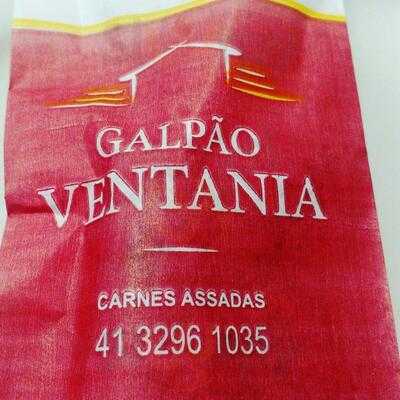 GALPÃO
VENTANIA
CARNES ASSADAS
41 3296 1035